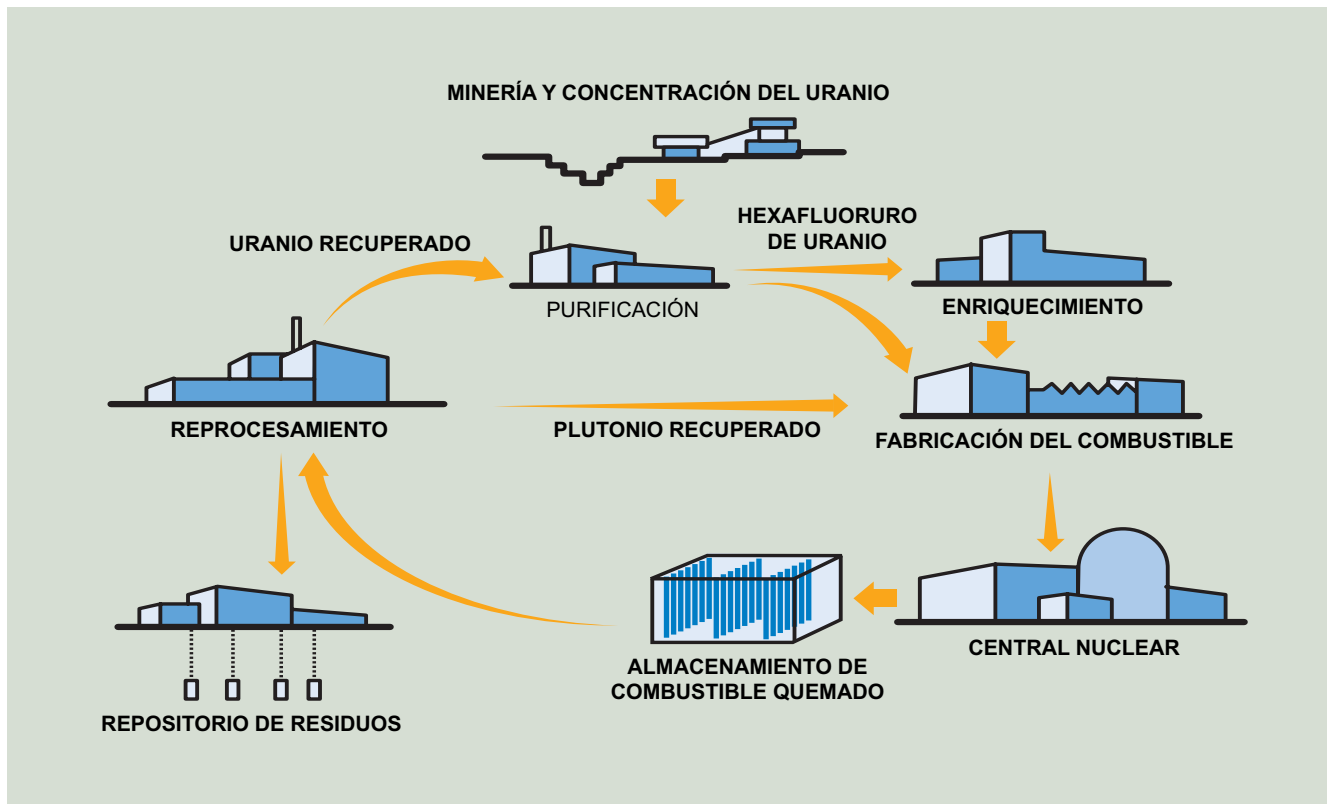 MINERÍA Y CONCENTRACIÓN DEL URANIO
HEXAFLUORURO
DE URANIO
URANIO RECUPERADO
PURIFICACIÓN
ENRIQUECIMIENTO
REPROCESAMIENTO
PLUTONIO RECUPERADO
FABRICACIÓN DEL COMBUSTIBLE
CENTRAL NUCLEAR
ALMACENAMIENTO DE
COMBUSTIBLE QUEMADO
REPOSITORIO DE RESIDUOS